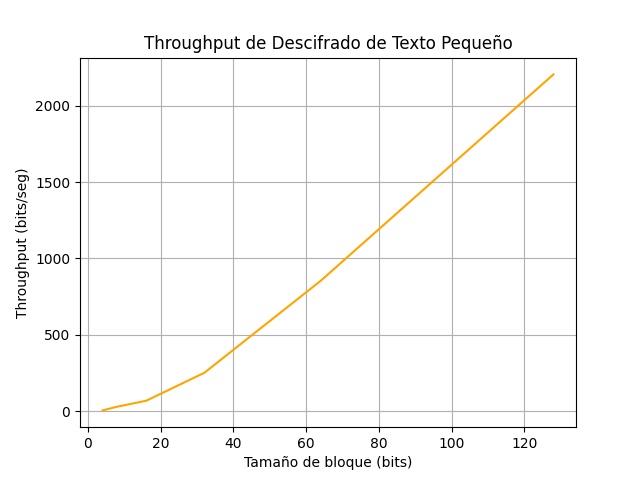 Throughput de Descifrado de Texto Pequeño
2000
1500
1000
500
0
Throughput (bits/seg)
0 20 40 60 80 100 120
Tamaño de bloque (bits)